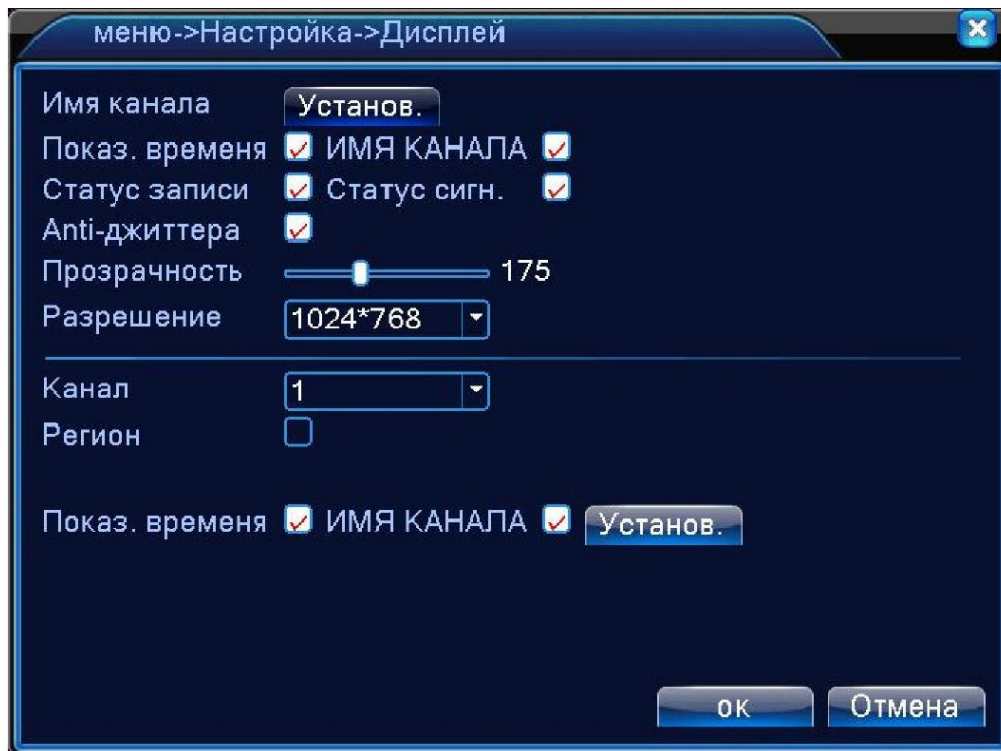 меню->Настройка->Дисплей
Имя канала Установ.
Показ. временя ИМЯ КАНАЛА
Статус записи Статус сигн.
Anti-джиттера
Прозрачность 175
Разрешение 1024*768
Канал 1
Регион
Показ. временя ИМЯ КАНАЛА Установ.
ок Отмена